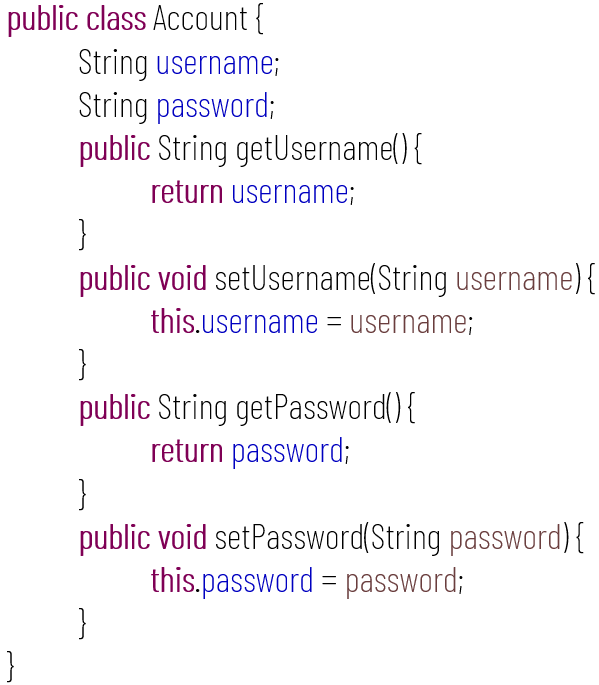 public class Account {
String username;
String password;
public String getUsername() {
return username;
}
public void setUsername(String username) {
this.username = username;
}
public String getPassword() {
return password;
}
public void setPassword(String password) {
this.password = password;
}
}